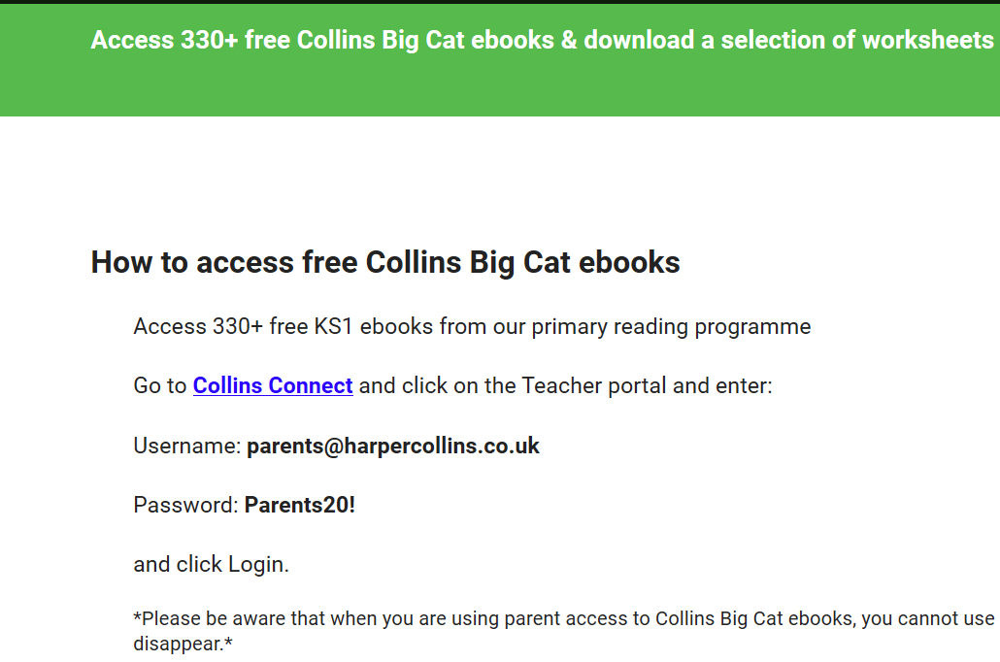 Access 330+ free Collins Big Cat ebooks & download a selection of worksheets
How to access free Collins Big Cat ebooks
Access 330+ free KS1 ebooks from our primary reading programme
Go to Collins Connect and click on the Teacher portal and enter:
Username: parents@harpercollins.co.uk
Password: Parents20!
and click Login.
*Please be aware that when you are using parent access to Collins Big Cat ebooks, you cannot use
disappear.*